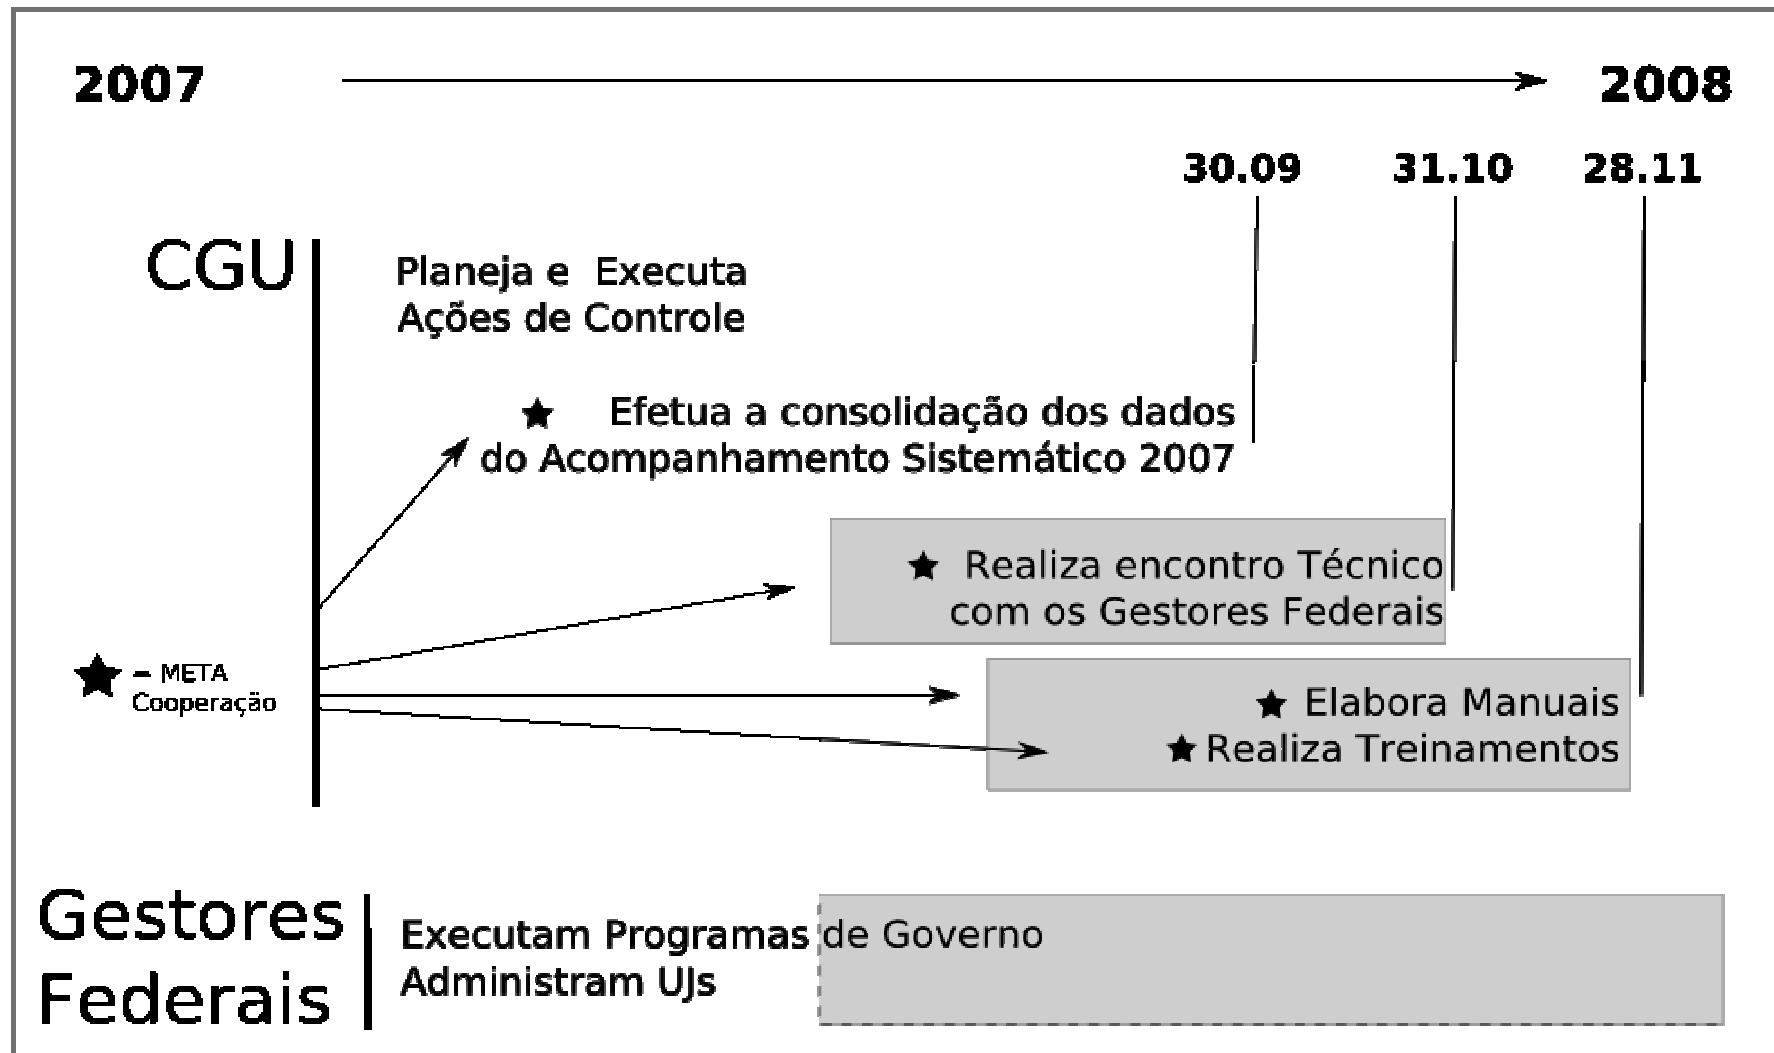 2007
2008
30.09
31.10
28.11
CGU
Planeja e Executa
Ações de Controle
★ Efetua a consolidação dos dados
do Acompanhamento Sistemático 2007
★ Realiza encontro Técnico
com os Gestores Federais
★ – META
Cooperação
★ Elabora Manuais
★ Realiza Treinamentos
Gestores
Federais
Executam Programas de Governo
Administram UJs